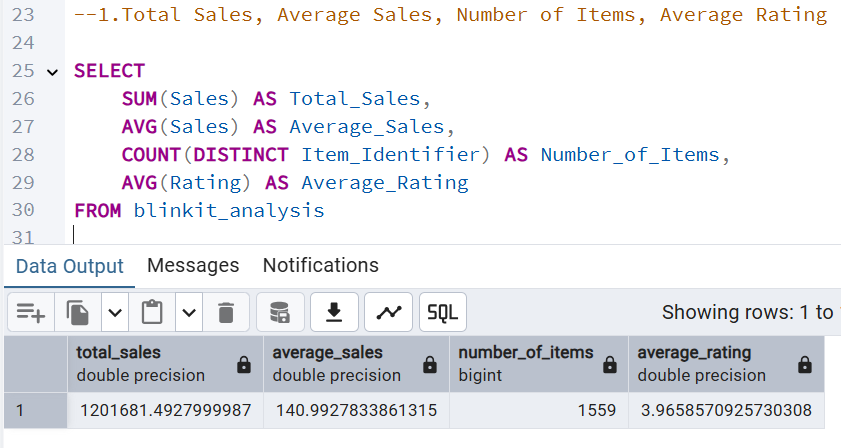 23 --1.Total Sales, Average Sales, Number of Items, Average Rating
24
25 SELECT
26 SUM(Sales) AS Total_Sales,
27 AVG(Sales) AS Average_Sales,
28 COUNT(DISTINCT Item_Identifier) AS Number_of_Items,
29 AVG(Rating) AS Average_Rating
30 FROM blinkit_analysis
31
Data Output Messages Notifications
SQL Showing rows: 1 to
total_sales average_sales number_of_items average_rating
double precision double precision bigint double precision
1 1201681.4927999987 140.9927833861315 1559 3.9658570925730308